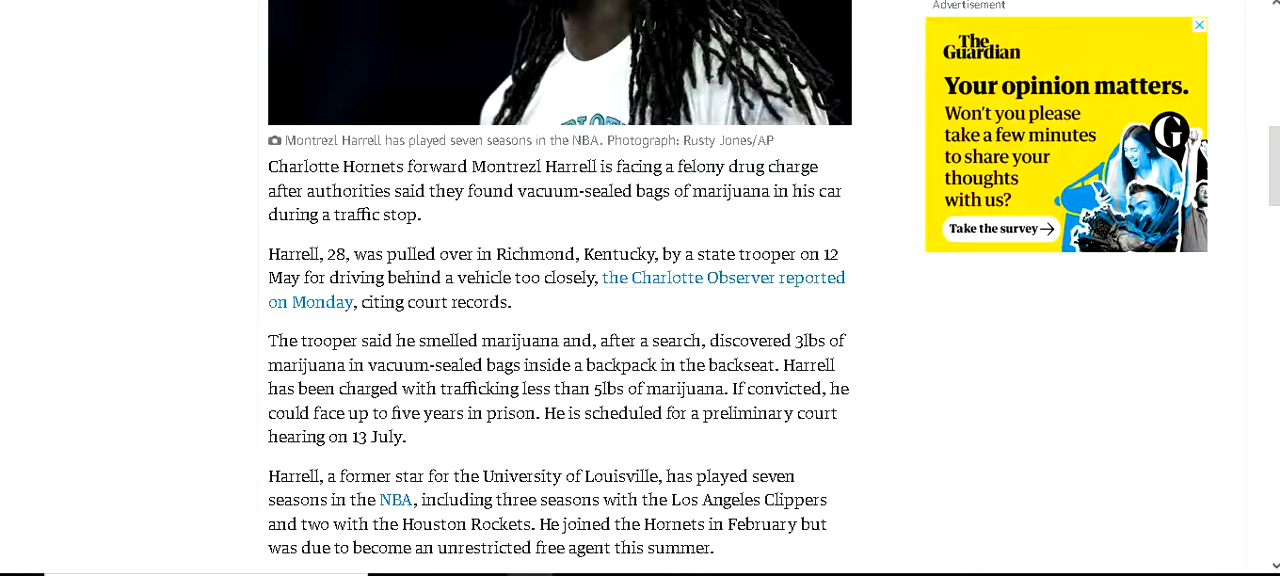 Advertisement
The
Guardian
Your opinion matters.
Won't you please
take a few minutes
to share your
thoughts
with us?
Take the survey
G
Montrezl Harrell has played seven seasons in the NBA. Photograph: Rusty Jones/AP
Charlotte Hornets forward Montrezl Harrell is facing a felony drug charge
after authorities said they found vacuum-sealed bags of marijuana in his car
during a traffic stop.
Harrell, 28, was pulled over in Richmond, Kentucky, by a state trooper on 12
May for driving behind a vehicle too closely, the Charlotte Observer reported
on Monday, citing court records.
The trooper said he smelled marijuana and, after a search, discovered 3lbs of
marijuana in vacuum-sealed bags inside a backpack in the backseat. Harrell
has been charged with trafficking less than 5lbs of marijuana. If convicted, he
could face up to five years in prison. He is scheduled for a preliminary court
hearing on 13 July.
Harrell, a former star for the University of Louisville, has played seven
seasons in the NBA, including three seasons with the Los Angeles Clippers
and two with the Houston Rockets. He joined the Hornets in February but
was due to become an unrestricted free agent this summer.